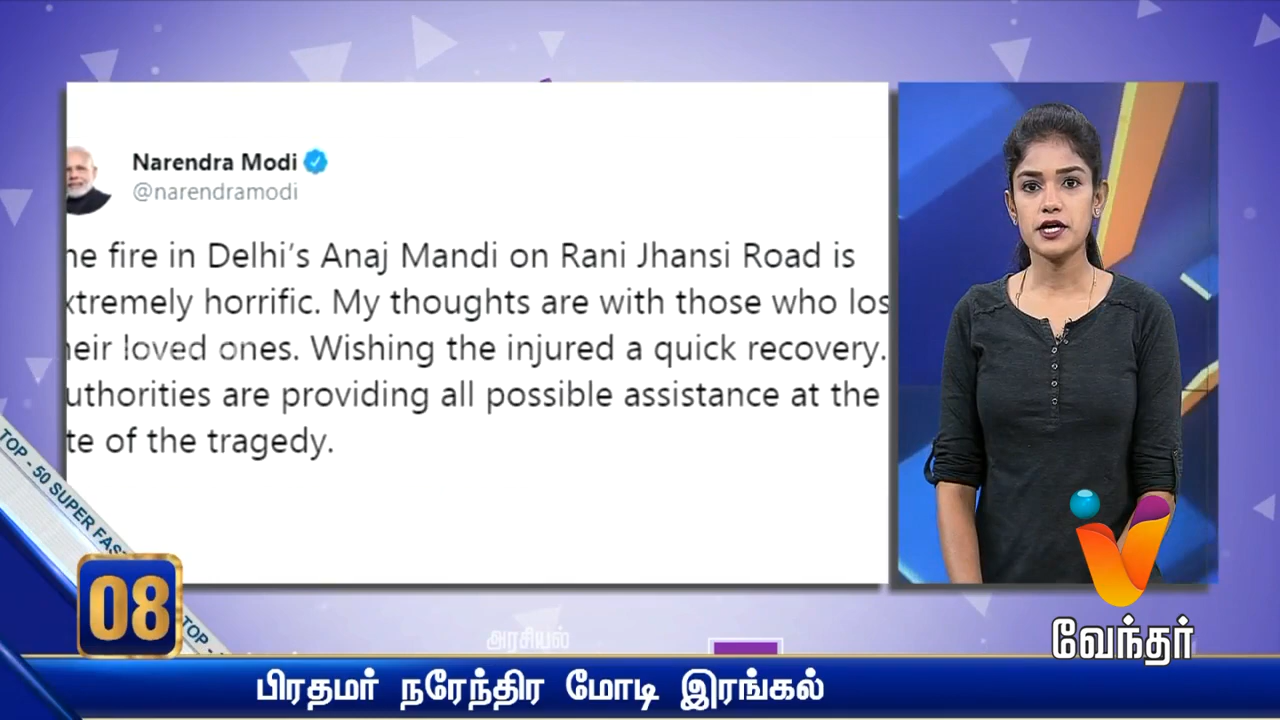 Narendra Modi
@narendramodi
he fire in Delhi's Anaj Mandi on Rani Jhansi Road is
xtremely horrific. My thoughts are with those who los
heir loved ones. Wishing the injured a quick recovery.
uthorities are providing all possible assistance at the
te of the tragedy.
TOP - 50 SUPER FAS
08
TOP -
அரசியல்
வேந்தர்
பிரதமர் நரேந்திர மோடி இரங்கல்